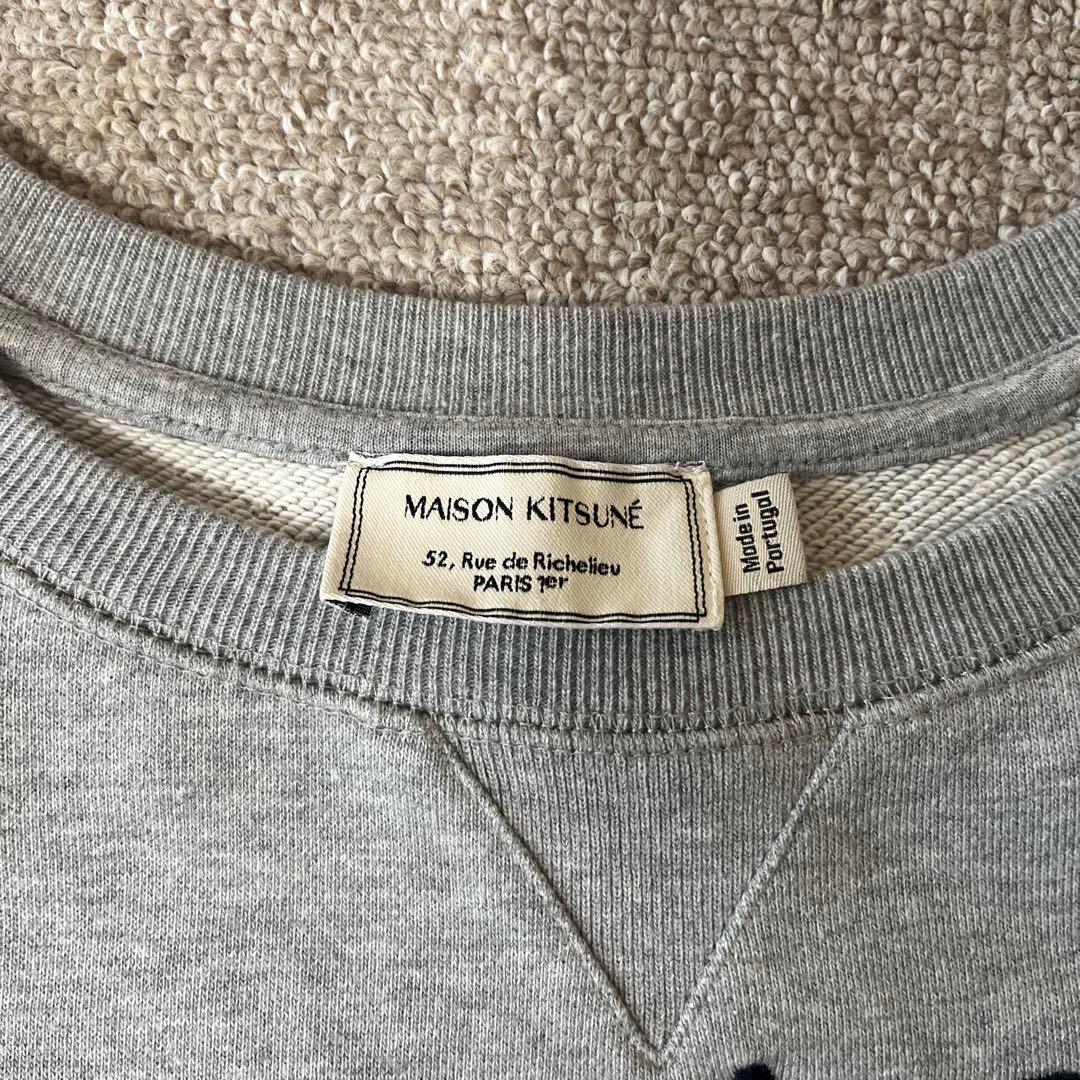 MAISON KITSUNÉ
52, Rue de Richelieu
PARIS 1er
Made in
Portugal